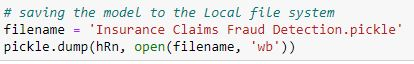 # saving the model to the Local file system
filename = 'Insurance Claims Fraud Detection.pickle'
pickle.dump(hRn, open(filename, 'wb'))